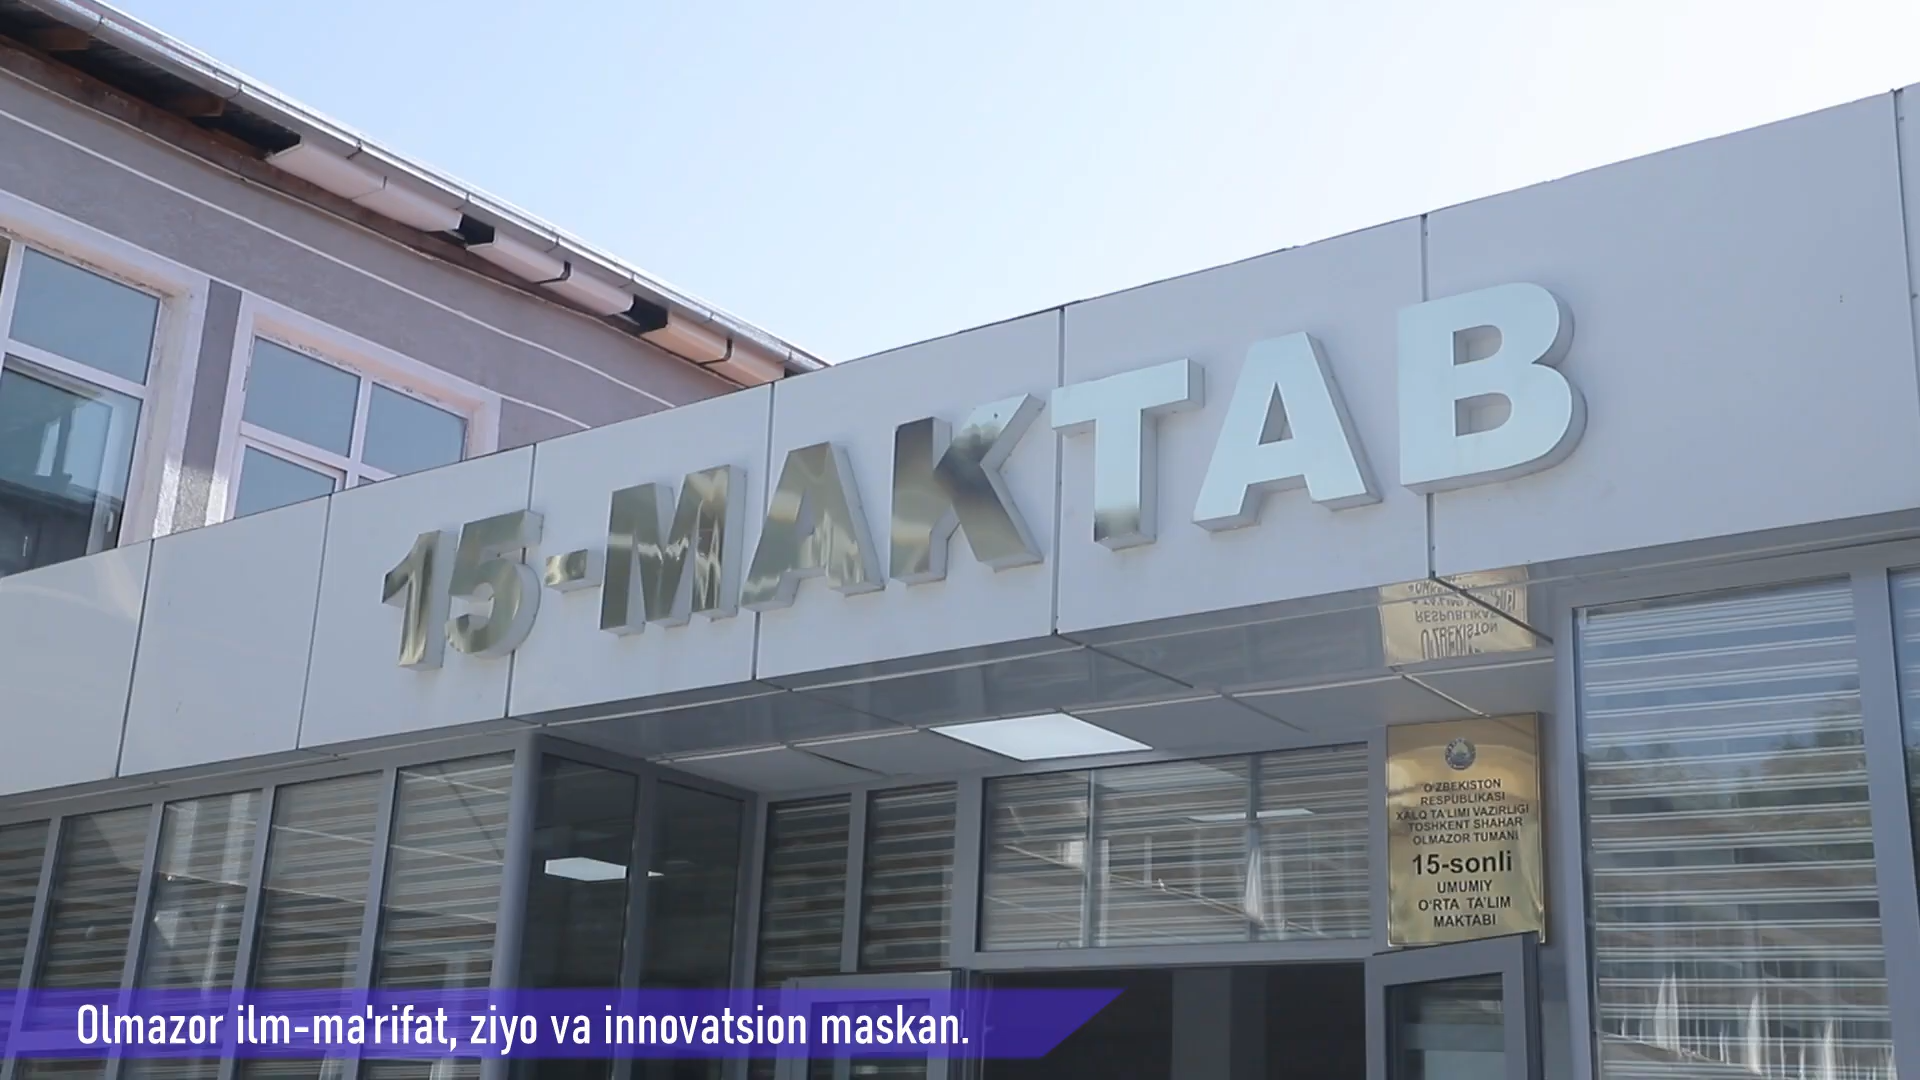 15-MAKTAB
O'ZBEKISTON
RESPUBLIKASI
XALQ TA'LIMI VAZIRLIGI
TOSHKENT SHAHAR
OLMAZOR TUMANI
15-sonli
UMUMIY
O'RTA TA'LIM
MAKTABI
Olmazor ilm-ma'rifat, ziyo va innovatsion maskan.